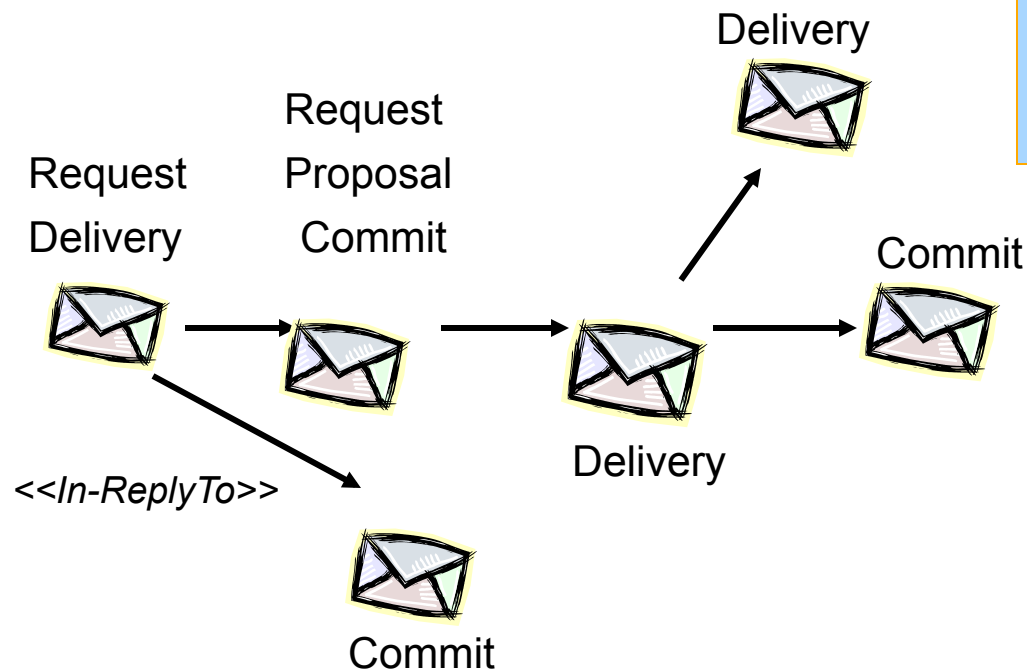 Delivery
Request
Proposal
Commit
Request
Delivery
Commit
Delivery
<<In-ReplyTo>>
Commit